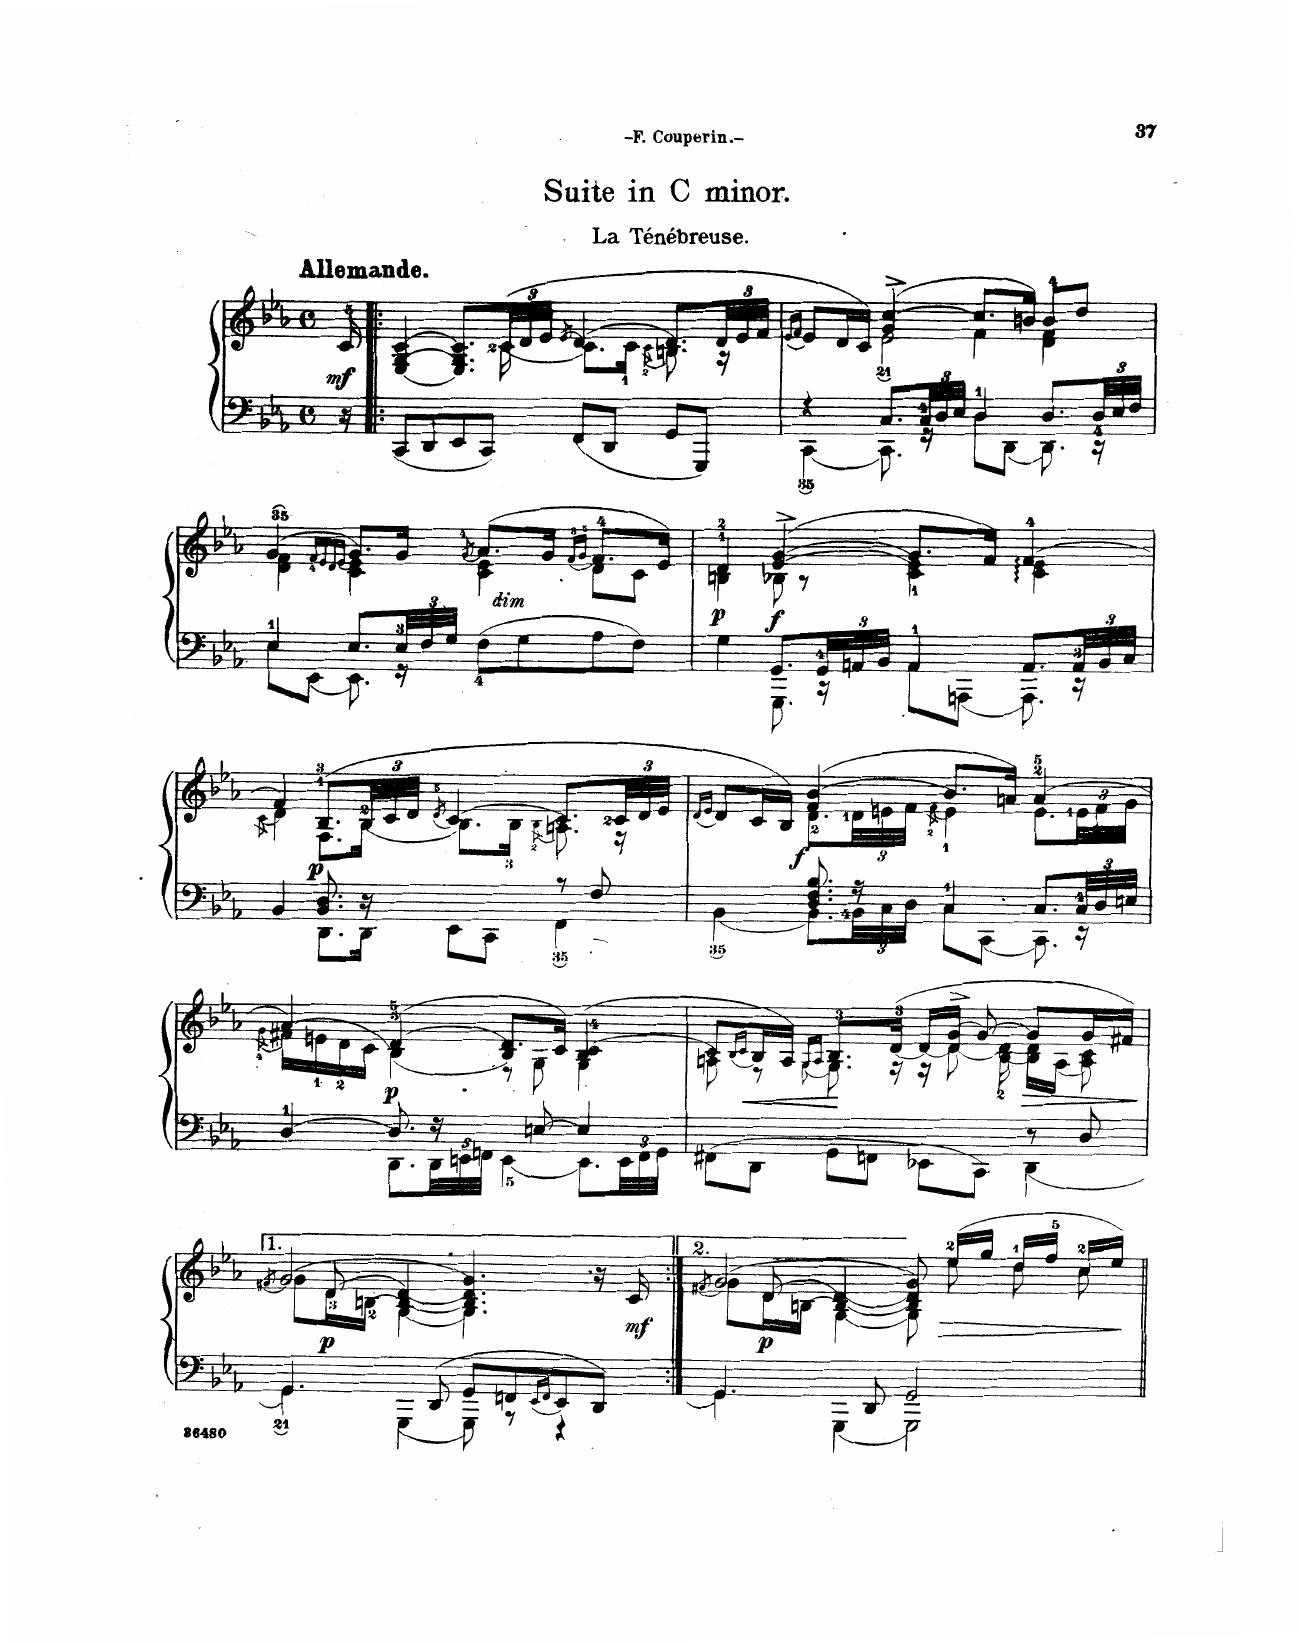 37
-F. Couperin.-
Suite in C minor.
La Ténébreuse.
Allemande.
mf
dim
p
f
p
f
p
1.
2.
p
mf
p
36480